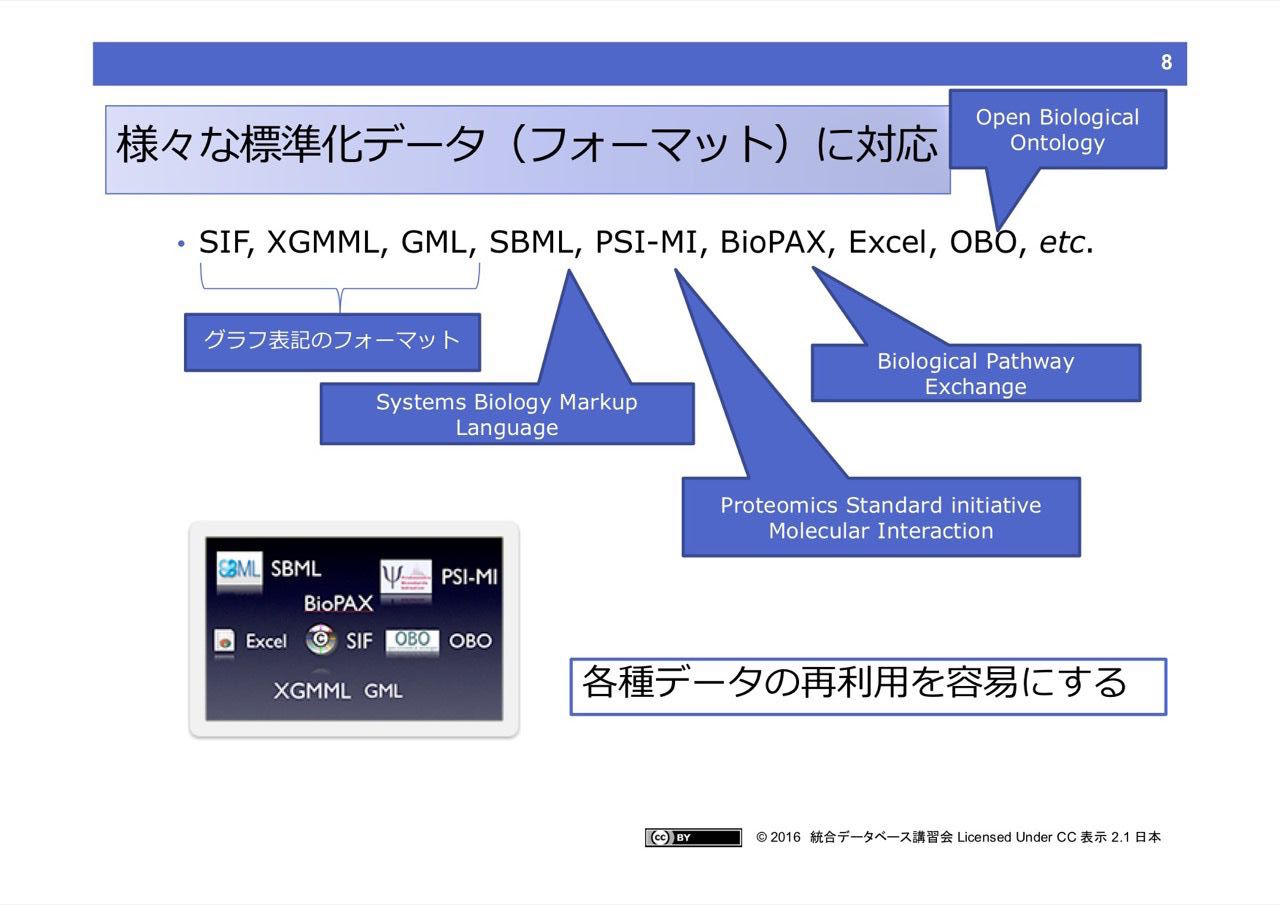 8
様々な標準化データ（フォーマット）に対応
Open Biological
Ontology
• SIF, XGMML, GML, SBML, PSI-MI, BioPAX, Excel, OBO, etc.
グラフ表記のフォーマット
Biological Pathway
Exchange
Systems Biology Markup
Language
Proteomics Standard initiative
Molecular Interaction
SBML SBML PSI-MI
BioPAX
Excel SIF OBO OBO
XGMML GML
各種データの再利用を容易にする
cc BY © 2016 統合データベース講習会 Licensed Under CC 表示 2.1 日本